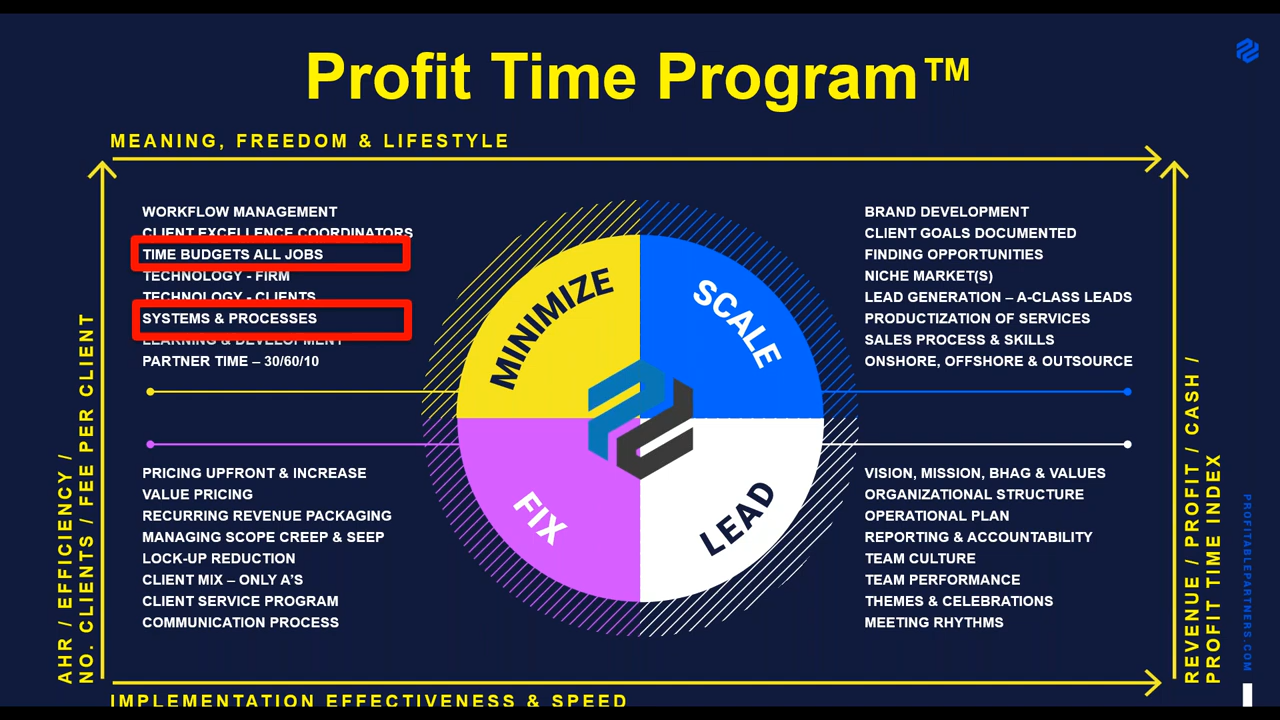 Profit Time Program™
MEANING, FREEDOM & LIFESTYLE
WORKFLOW MANAGEMENT
CLIENT EXCELLENCE COORDINATORS
TIME BUDGETS ALL JOBS
TECHNOLOGY - FIRM
TECHNOLOGY - CLIENTS
SYSTEMS & PROCESSES
LEARNING & DEVELOPMENT
PARTNER TIME – 30/60/10
BRAND DEVELOPMENT
CLIENT GOALS DOCUMENTED
FINDING OPPORTUNITIES
NICHE MARKET(S)
LEAD GENERATION – A-CLASS LEADS
PRODUCTIZATION OF SERVICES
SALES PROCESS & SKILLS
ONSHORE, OFFSHORE & OUTSOURCE
MINIMIZE
SCALE
FIX
LEAD
PRICING UPFRONT & INCREASE
VALUE PRICING
RECURRING REVENUE PACKAGING
MANAGING SCOPE CREEP & SEEP
LOCK-UP REDUCTION
CLIENT MIX – ONLY A'S
CLIENT SERVICE PROGRAM
COMMUNICATION PROCESS
VISION, MISSION, BHAG & VALUES
ORGANIZATIONAL STRUCTURE
OPERATIONAL PLAN
REPORTING & ACCOUNTABILITY
TEAM CULTURE
TEAM PERFORMANCE
THEMES & CELEBRATIONS
MEETING RHYTHMS
AHR / EFFICIENCY /
NO. CLIENTS / FEE PER CLIENT
REVENUE / PROFIT / CASH /
PROFIT TIME INDEX
PROFITABLEPARTNERS.COM
IMPLEMENTATION EFFECTIVENESS & SPEED